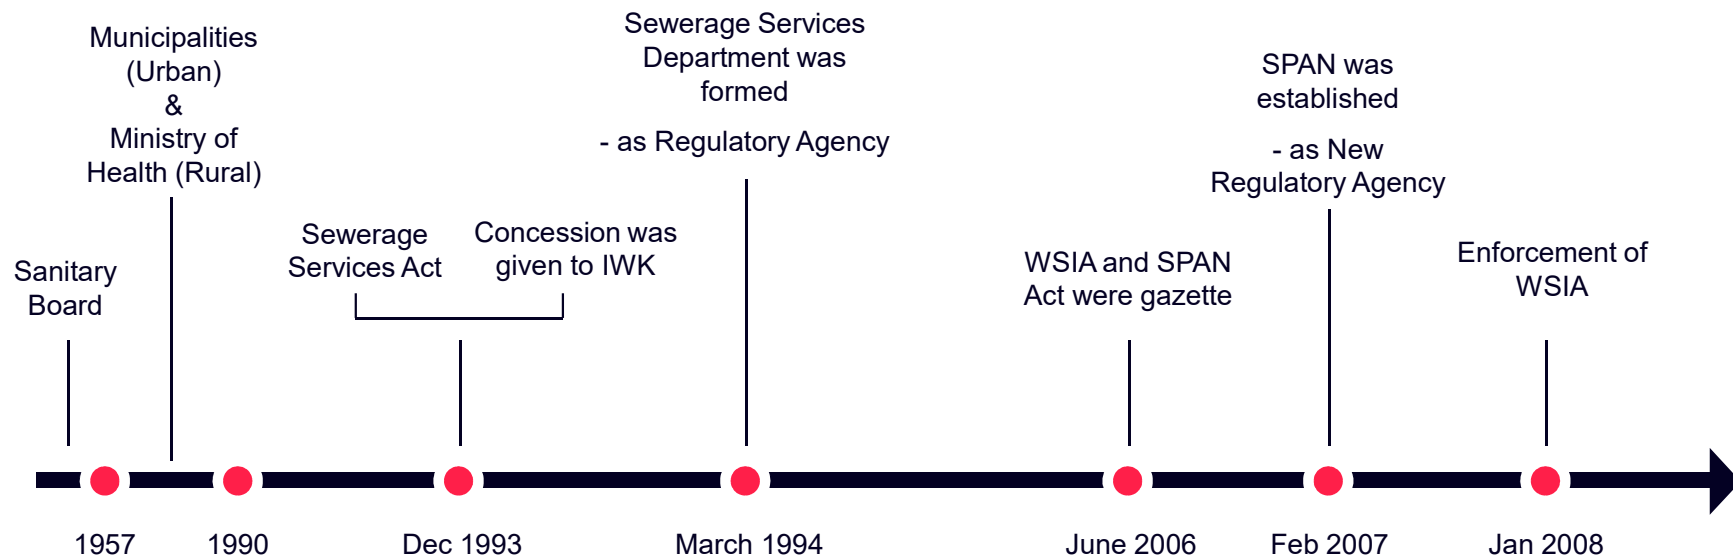 Sanitary
Board
Municipalities
(Urban)
&
Ministry of
Health (Rural)
Sewerage
Services Act
Concession was
given to IWK
Sewerage Services
Department was
formed
- as Regulatory Agency
WSIA and SPAN
Act were gazette
SPAN was
established
- as New
Regulatory Agency
Enforcement of
WSIA
1957
1990
Dec 1993
March 1994
June 2006
Feb 2007
Jan 2008